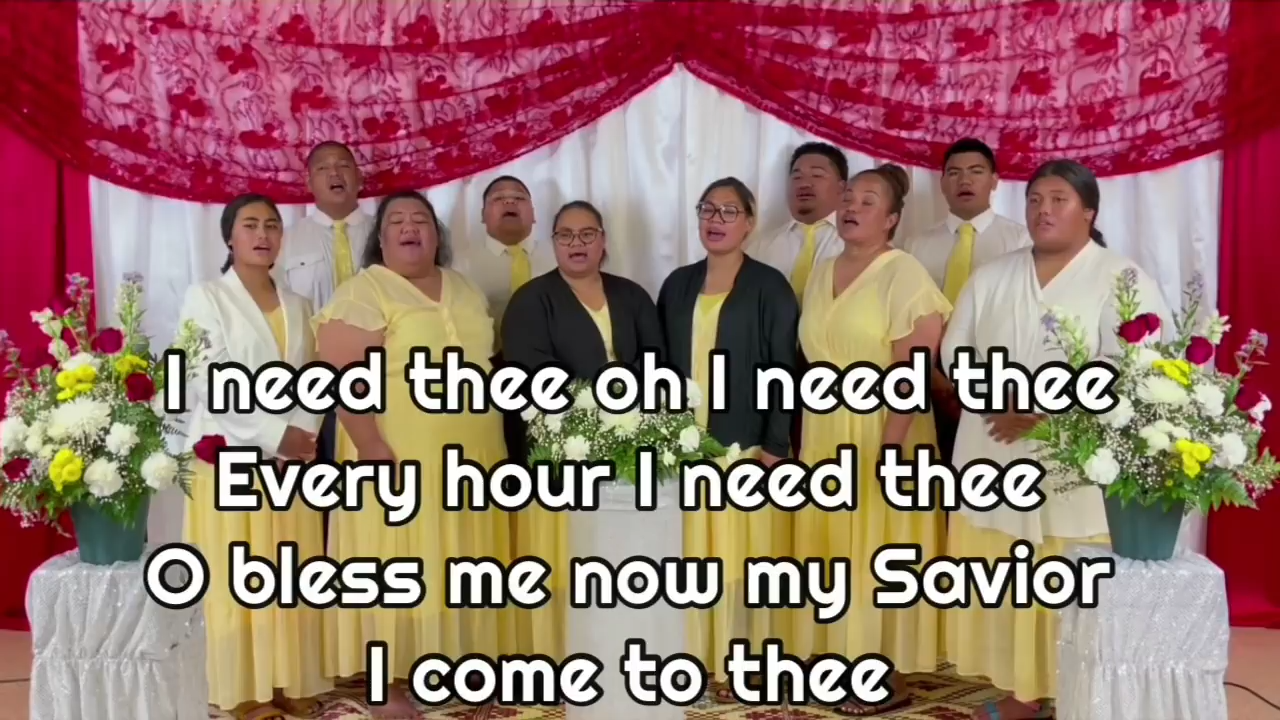 I need thee oh I need thee
Every hour I need thee
O bless me now my Savior
I come to thee